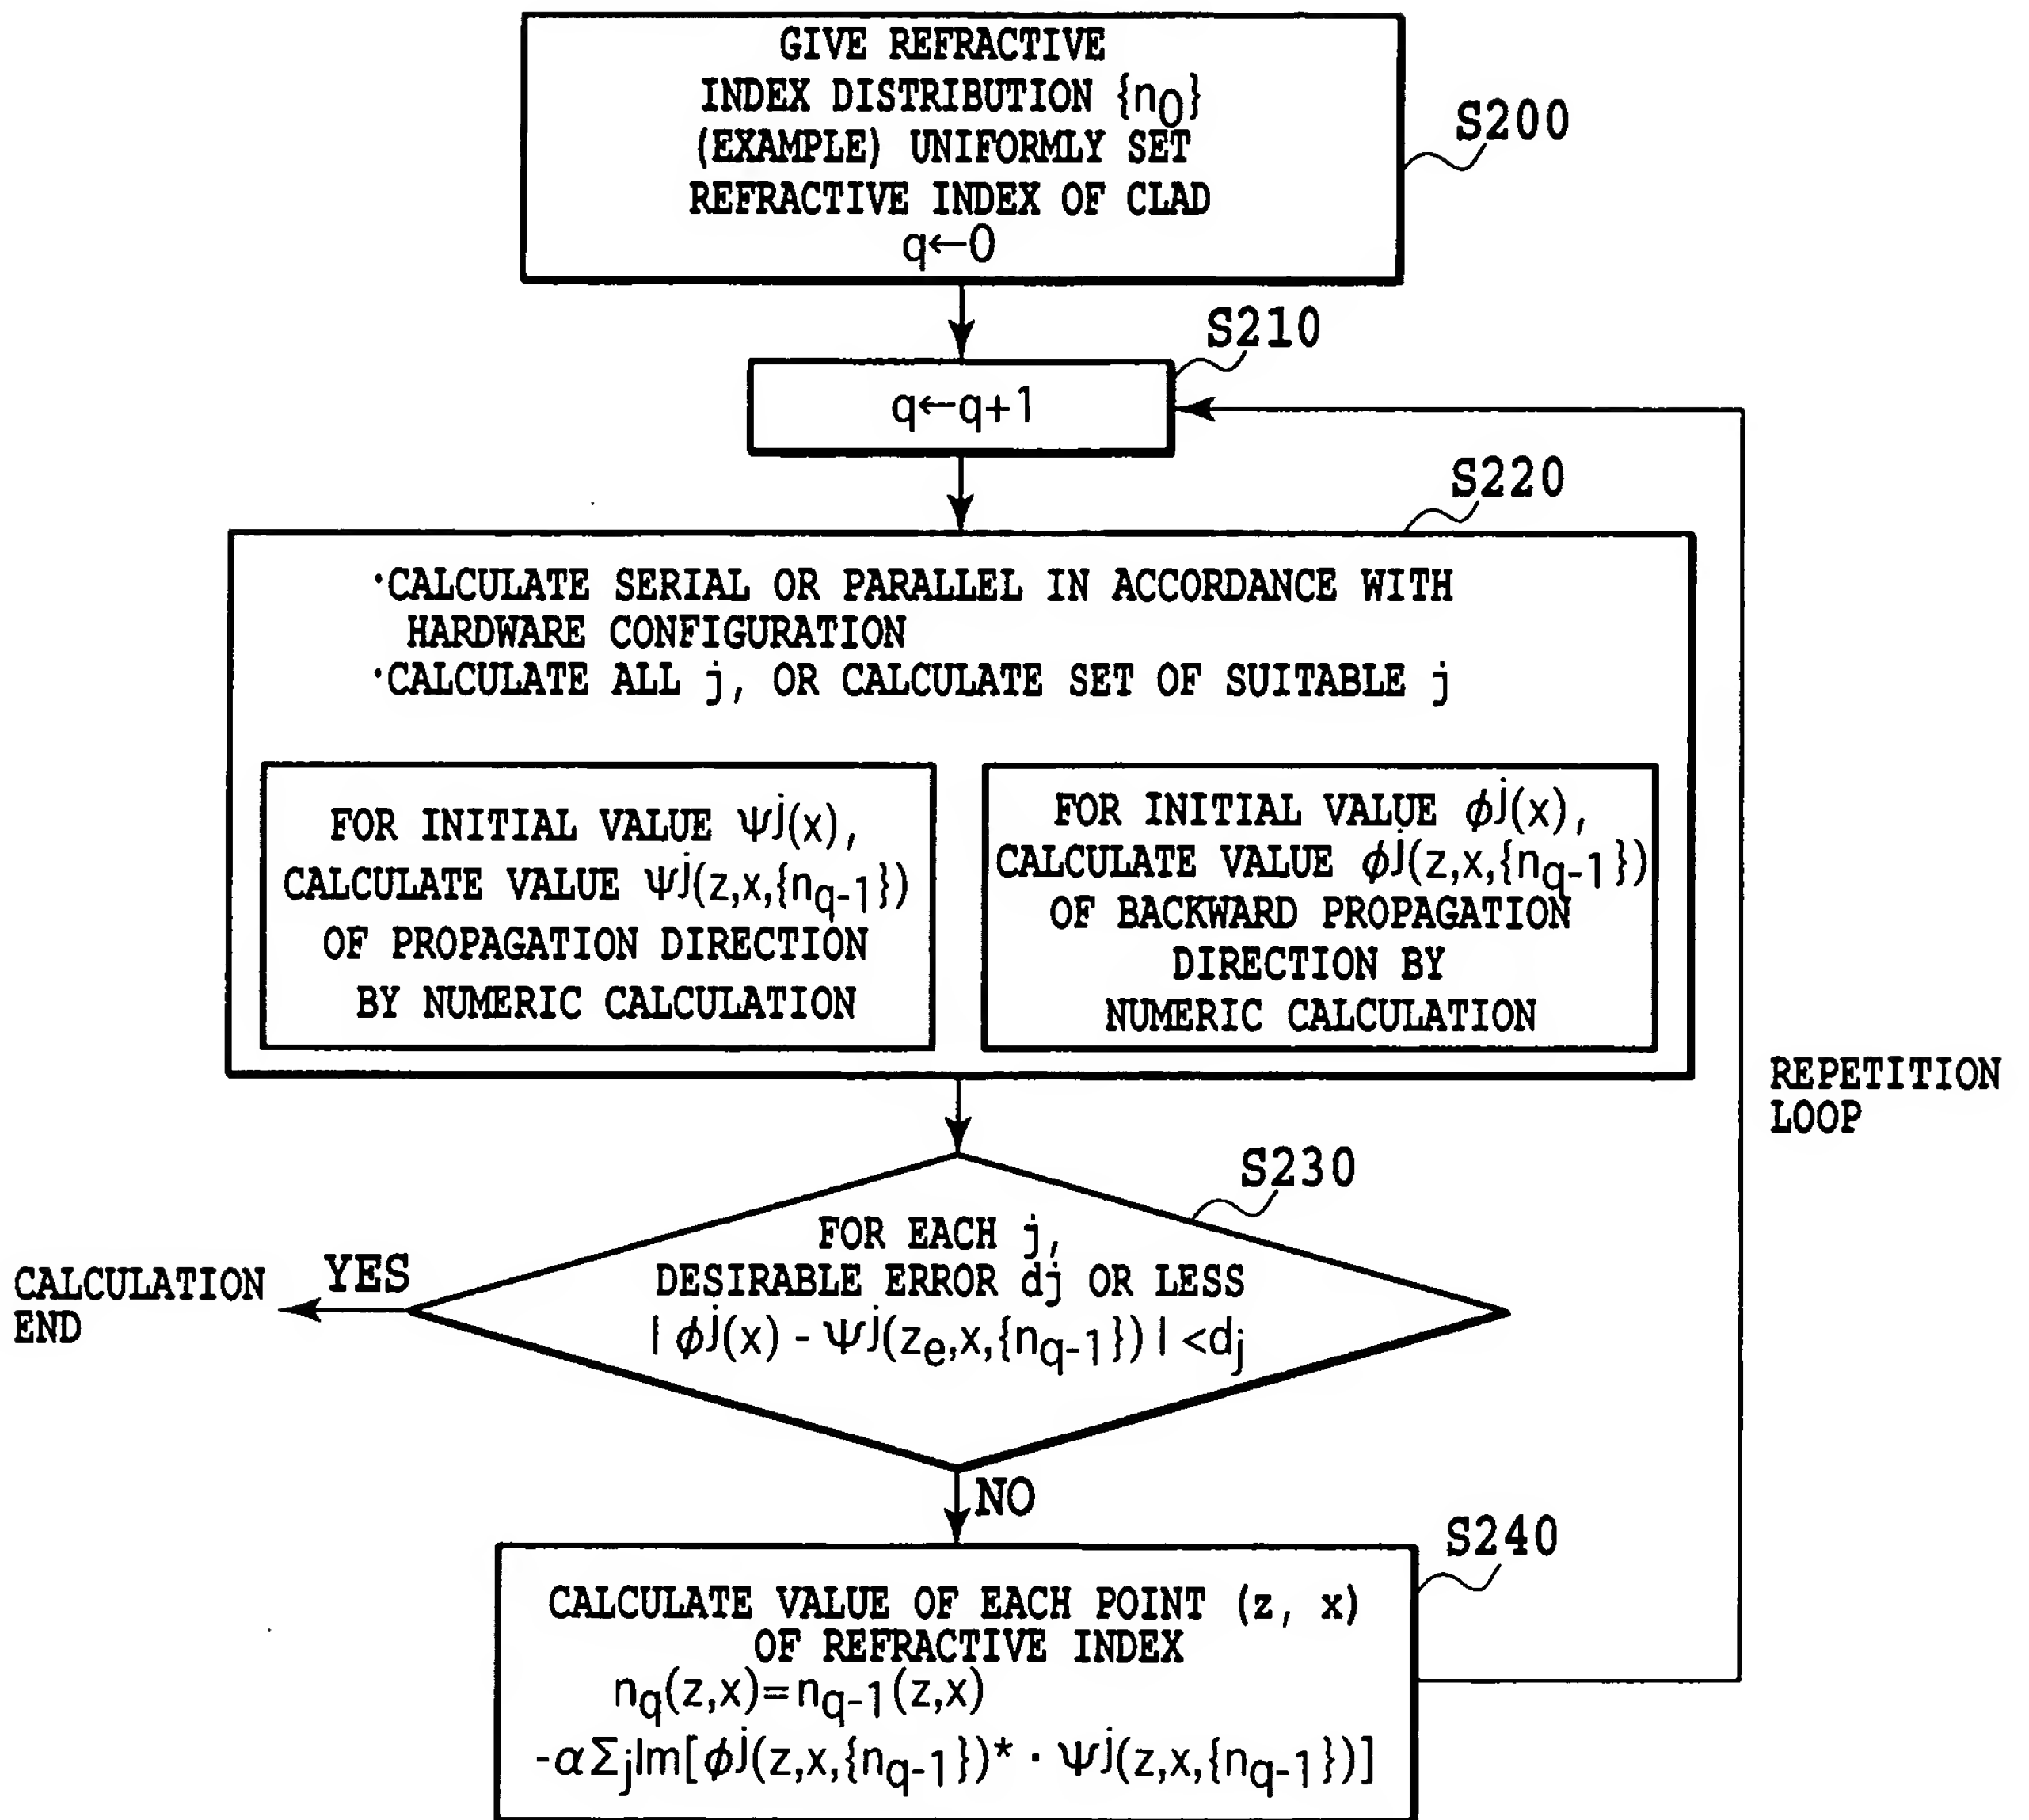 GIVE REFRACTIVE
INDEX DISTRIBUTION {n0}
(EXAMPLE) UNIFORMLY SET
REFRACTIVE INDEX OF CLAD
q←0
S200
S210
q←q+1
S220
·CALCULATE SERIAL OR PARALLEL IN ACCORDANCE WITH
HARDWARE CONFIGURATION
·CALCULATE ALL j, OR CALCULATE SET OF SUITABLE j
FOR INITIAL VALUE ψj(x),
CALCULATE VALUE ψj(z,x,{nq-1})
OF PROPAGATION DIRECTION
BY NUMERIC CALCULATION
FOR INITIAL VALUE ϕj(x),
CALCULATE VALUE ϕj(z,x,{nq-1})
OF BACKWARD PROPAGATION
DIRECTION BY
NUMERIC CALCULATION
REPETITION
LOOP
S230
FOR EACH j,
DESIRABLE ERROR dj OR LESS
| ϕj(x) - ψj(ze,x,{nq-1}) | <dj
YES
CALCULATION
END
NO
S240
CALCULATE VALUE OF EACH POINT (z, x)
OF REFRACTIVE INDEX
nq(z,x)=nq-1(z,x)
-αΣjIm[ϕj(z,x,{nq-1})* · ψj(z,x,{nq-1})]